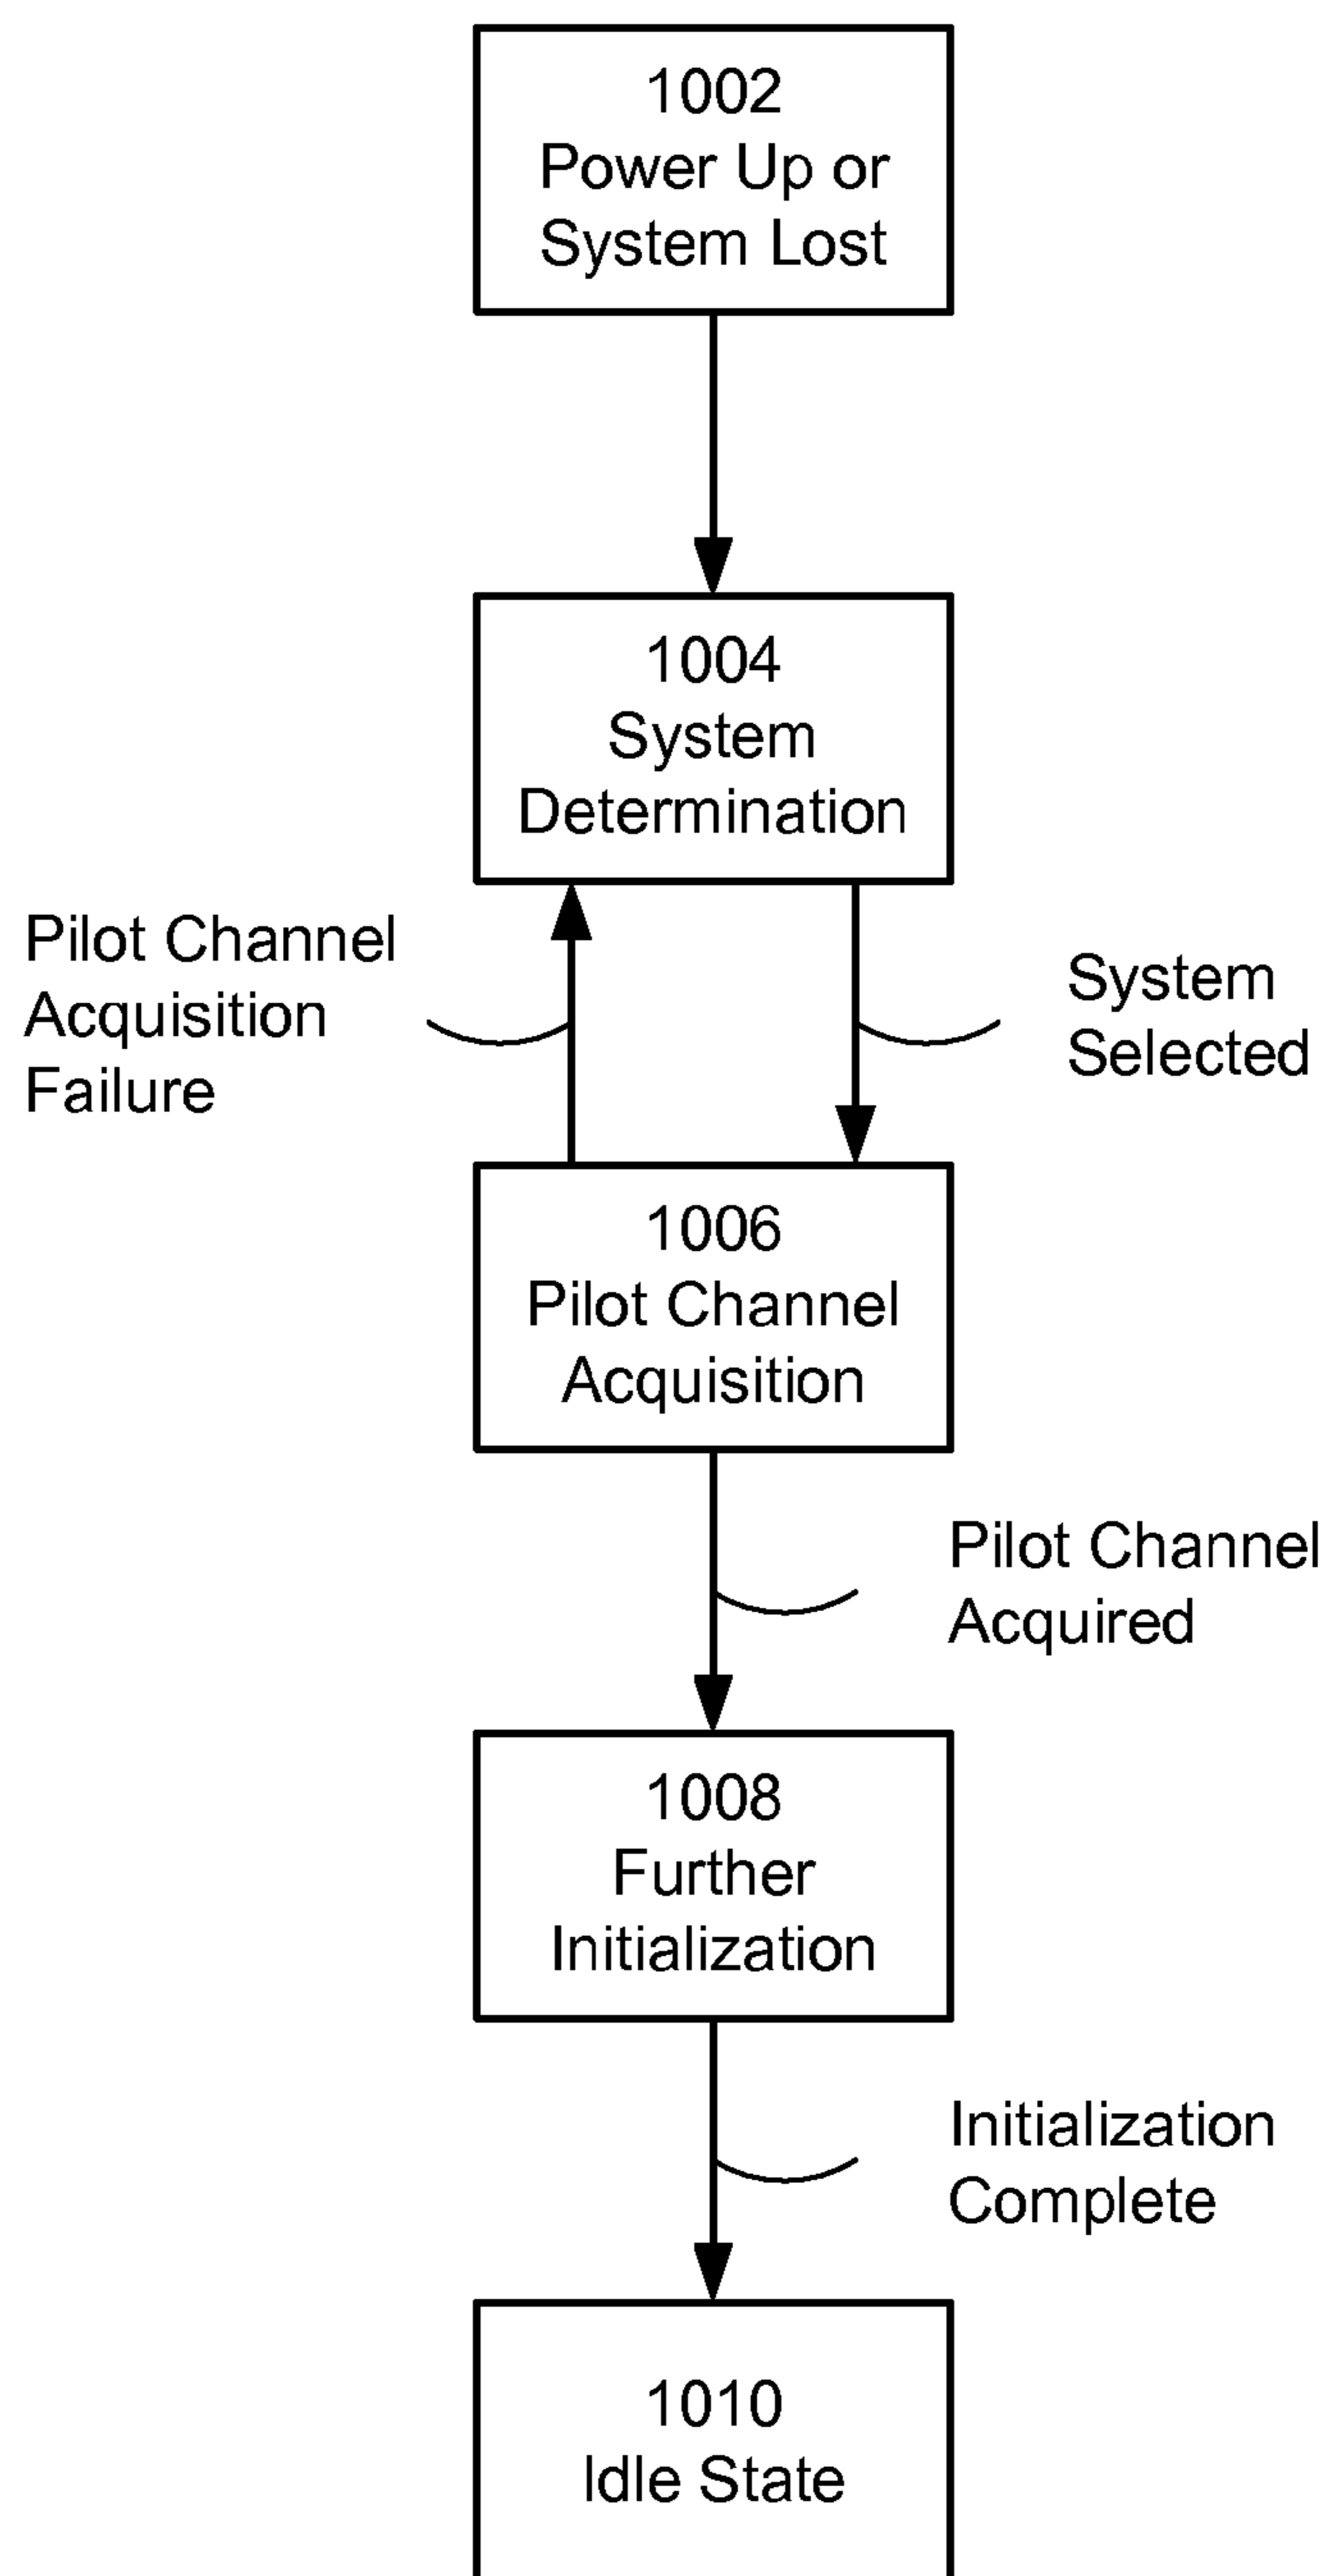 1002
Power Up or
System Lost
1004
System
Determination
Pilot Channel
Acquisition
Failure
System
Selected
1006
Pilot Channel
Acquisition
Pilot Channel
Acquired
1008
Further
Initialization
Initialization
Complete
1010
Idle State